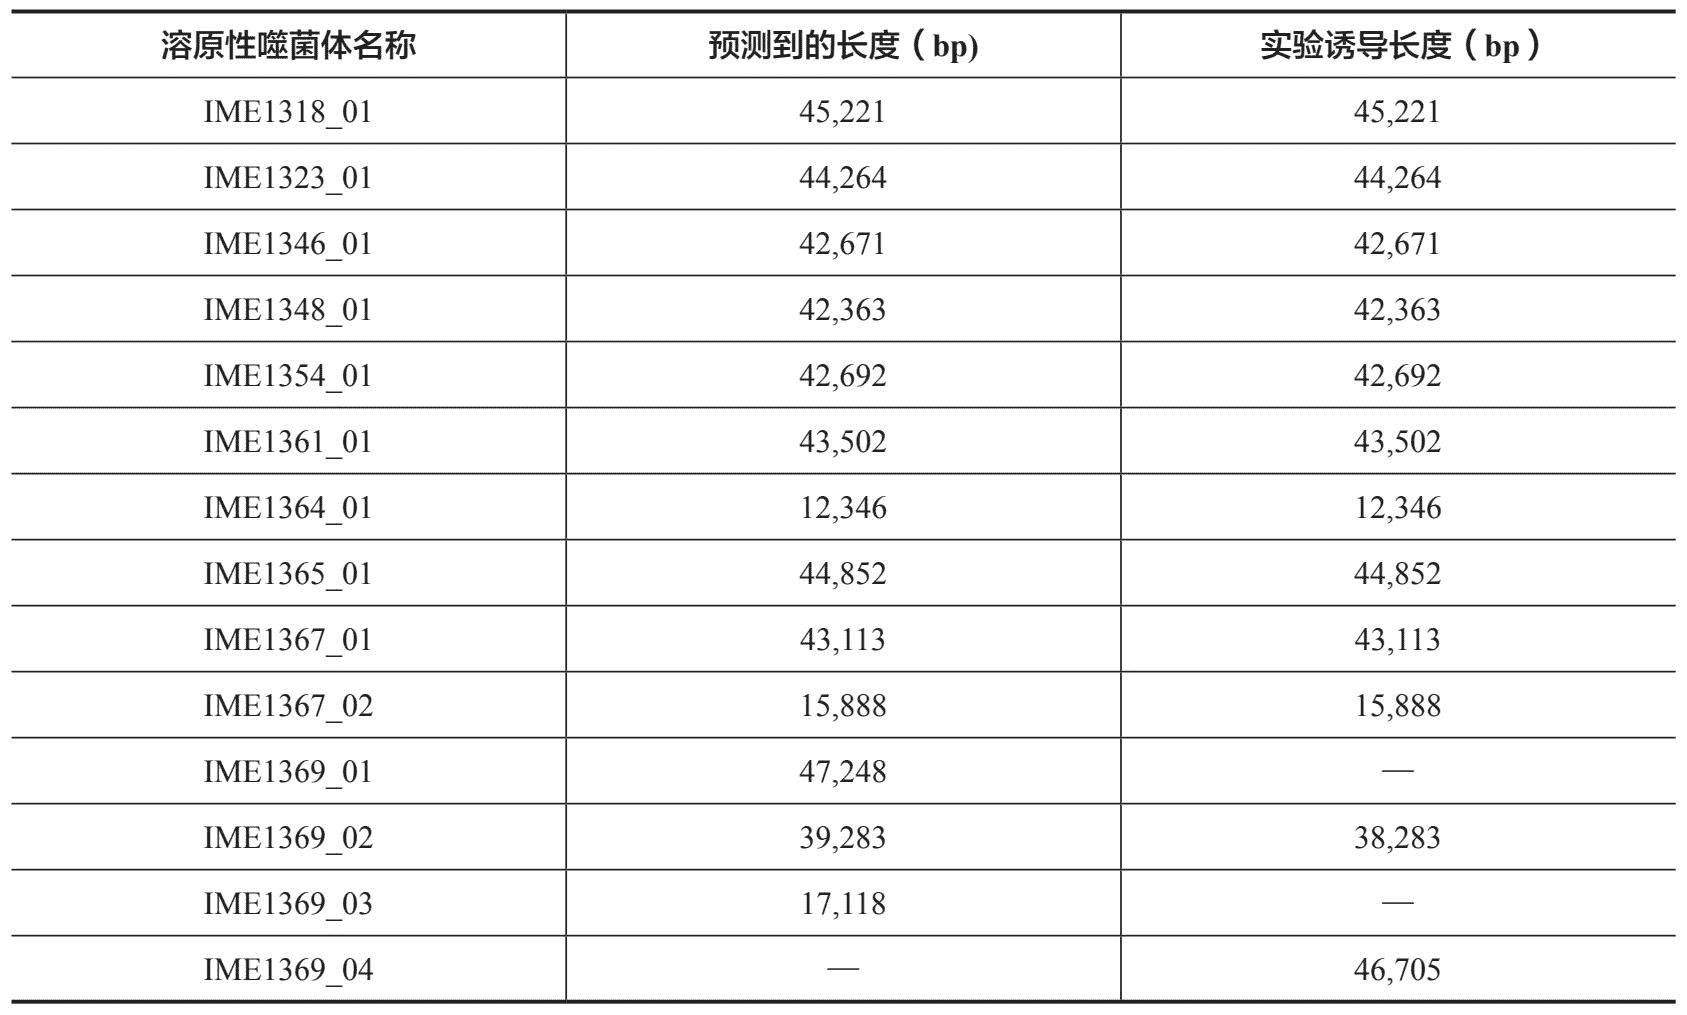 溶原性噬菌体名称 预测到的长度（bp) 实验诱导长度（bp）
IME1318_01 45,221 45,221
IME1323_01 44,264 44,264
IME1346_01 42,671 42,671
IME1348_01 42,363 42,363
IME1354_01 42,692 42,692
IME1361_01 43,502 43,502
IME1364_01 12,346 12,346
IME1365_01 44,852 44,852
IME1367_01 43,113 43,113
IME1367_02 15,888 15,888
IME1369_01 47,248 —
IME1369_02 39,283 38,283
IME1369_03 17,118 —
IME1369_04 — 46,705